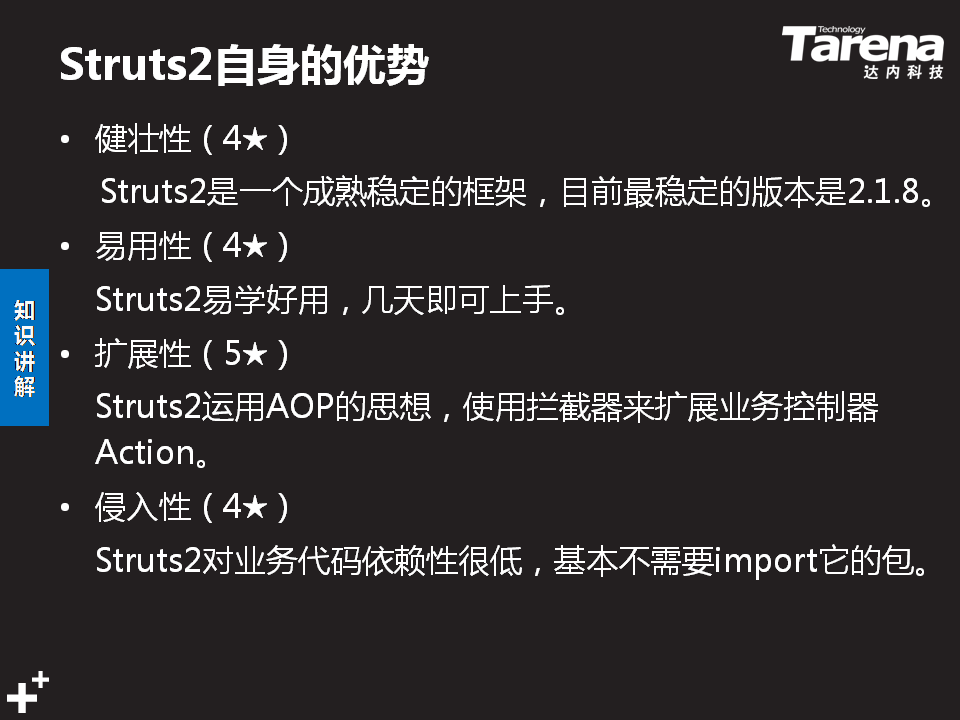 Struts2自身的优势
Technology
Tarena
达内科技
• 健壮性（4★）
Struts2是一个成熟稳定的框架，目前最稳定的版本是2.1.8。
• 易用性（4★）
Struts2易学好用，几天即可上手。
• 扩展性（5★）
Struts2运用AOP的思想，使用拦截器来扩展业务控制器
Action。
• 侵入性（4★）
Struts2对业务代码依赖性很低，基本不需要import它的包。
知识讲解